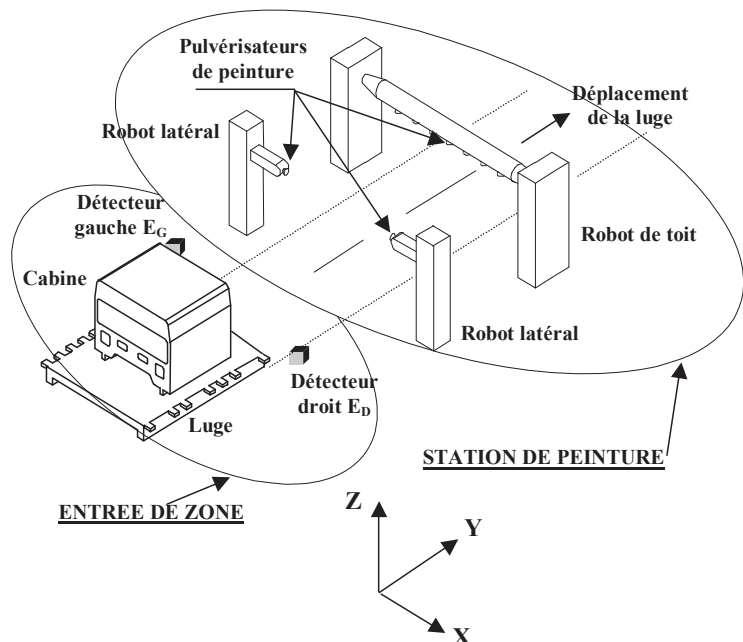 Pulvérisateurs
de peinture
Déplacement
de la luge
Robot latéral
Détecteur
gauche E_G
Robot de toit
Cabine
Robot latéral
Détecteur
droit E_D
Luge
STATION DE PEINTURE
ENTREE DE ZONE
Z
Y
X